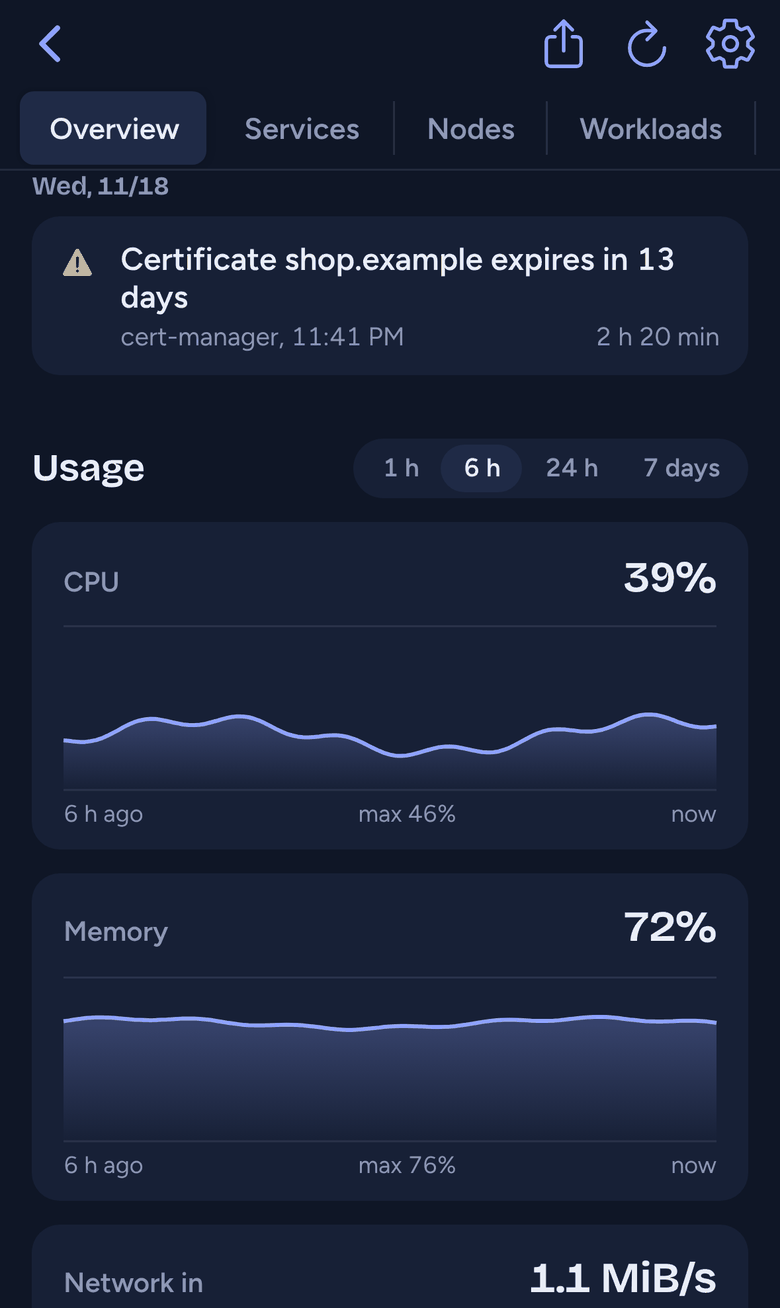 Overview
Services
Nodes
Workloads
Wed, 11/18
Certificate shop.example expires in 13
days
cert-manager, 11:41 PM
2 h 20 min
Usage
1 h
6 h
24 h
7 days
CPU
39%
6 h ago
max 46%
now
Memory
72%
6 h ago
max 76%
now
Network in
1.1 MiB/s